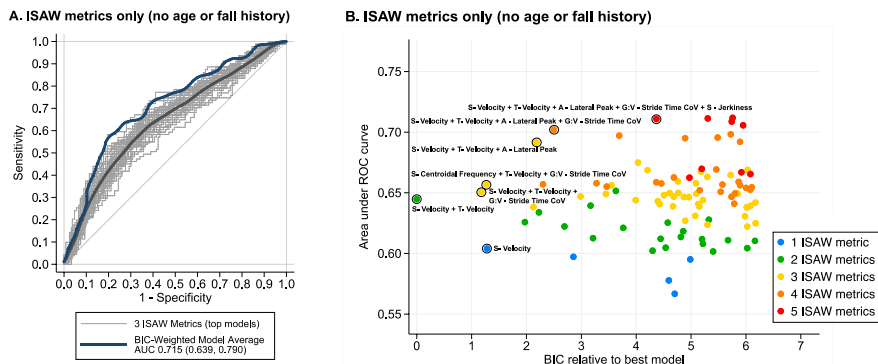 A. ISAW metrics only (no age or fall history)
1.0
0.9
0.8
0.7
0.6
0.5
0.4
0.3
0.2
0.1
0.0
Sensitivity
0.0 0.1 0.2 0.3 0.4 0.5 0.6 0.7 0.8 0.9 1.0
1 - Specificity
3 ISAW Metrics (top models)
BIC-Weighted Model Average
AUC 0.715 (0.639, 0.790)
B. ISAW metrics only (no age or fall history)
0.75
0.70
0.65
0.60
0.55
Area under ROC curve
S- Velocity + T- Velocity + A - Lateral Peak + G:V - Stride Time CoV + S - Jerkiness
S- Velocity + T- Velocity + A - Lateral Peak + G:V - Stride Time CoV
S- Velocity + T- Velocity + A - Lateral Peak
S- Centroidal Frequency + T- Velocity + G:V - Stride Time CoV
S- Velocity + T- Velocity +
G:V - Stride Time CoV
S- Velocity + T- Velocity
S- Velocity
0 1 2 3 4 5 6 7
BIC relative to best model
1 ISAW metric
2 ISAW metrics
3 ISAW metrics
4 ISAW metrics
5 ISAW metrics